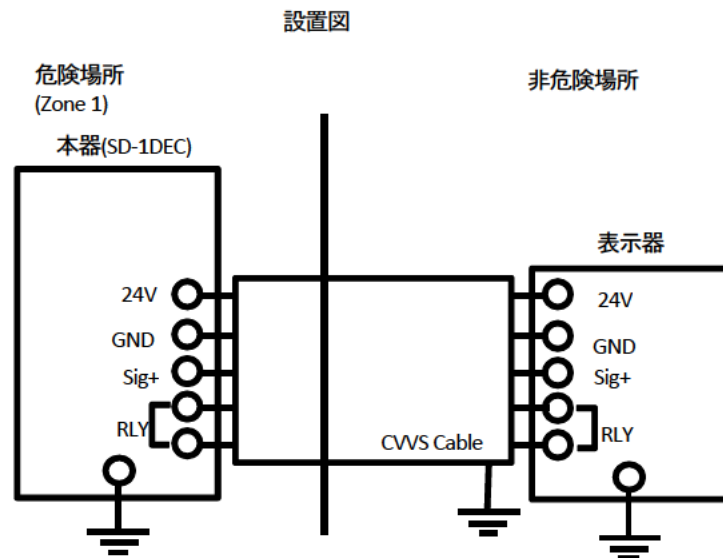 設置図
危険場所
(Zone 1)
非危険場所
本器(SD-1DEC)
表示器
24V
GND
Sig+
RLY
CVVS Cable
24V
GND
Sig+
RLY